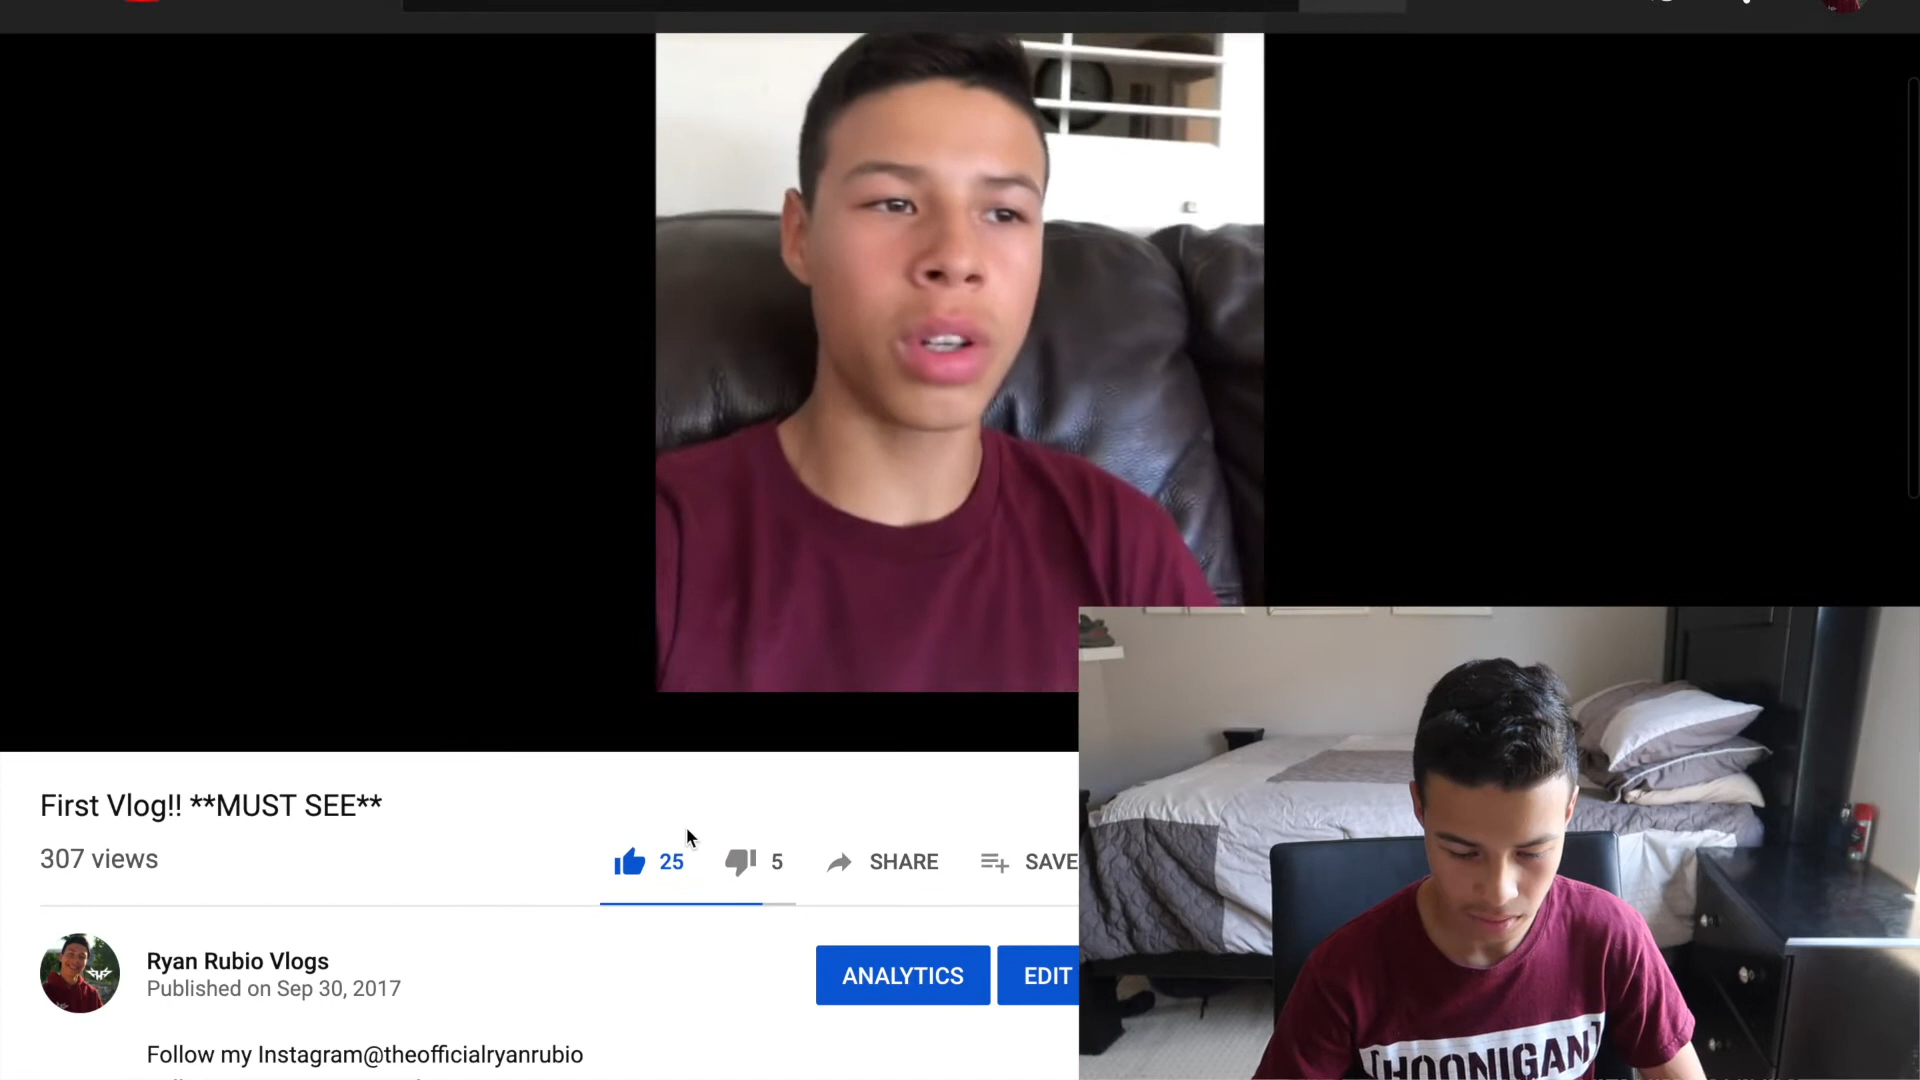 First Vlog!! **MUST SEE**
307 views
25
5
SHARE
SAVE
Ryan Rubio Vlogs
Published on Sep 30, 2017
ANALYTICS
EDIT
Follow my Instagram@theofficialryanrubio
[HOONIGAN]